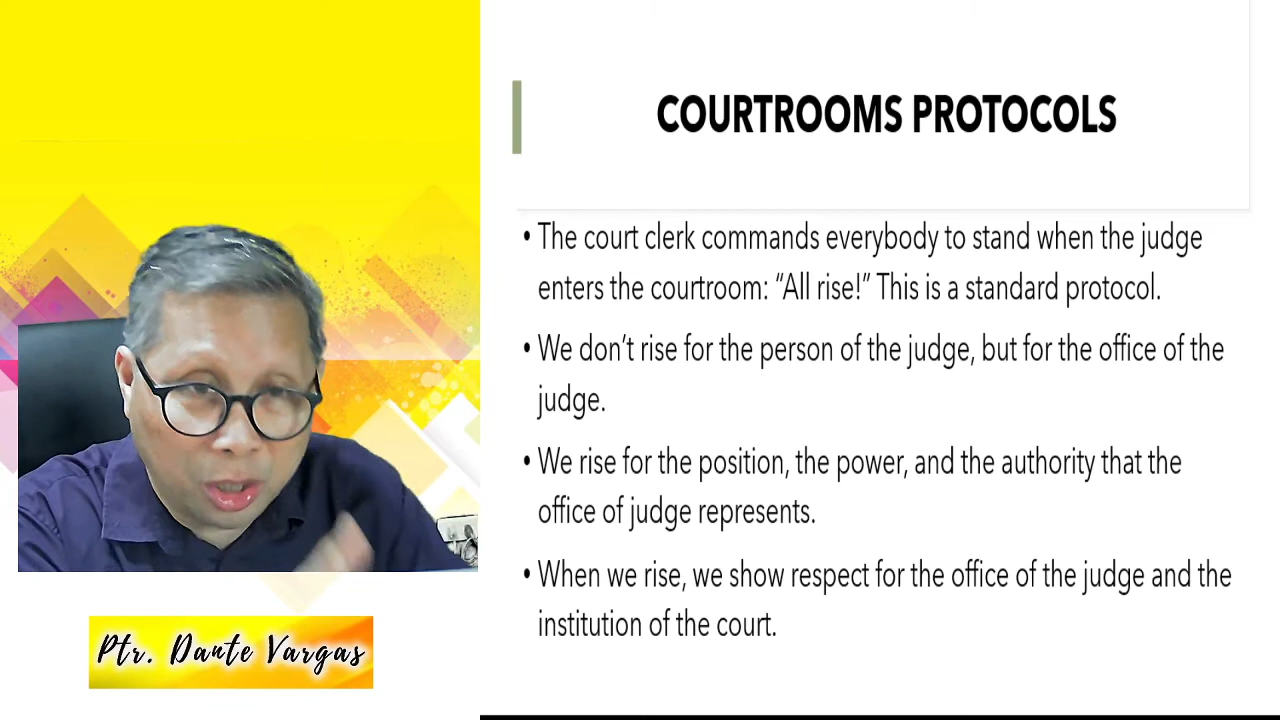 COURTROOMS PROTOCOLS
• The court clerk commands everybody to stand when the judge
enters the courtroom: “All rise!” This is a standard protocol.
• We don’t rise for the person of the judge, but for the office of the
judge.
• We rise for the position, the power, and the authority that the
office of judge represents.
• When we rise, we show respect for the office of the judge and the
institution of the court.
Ptr. Dante Vargas